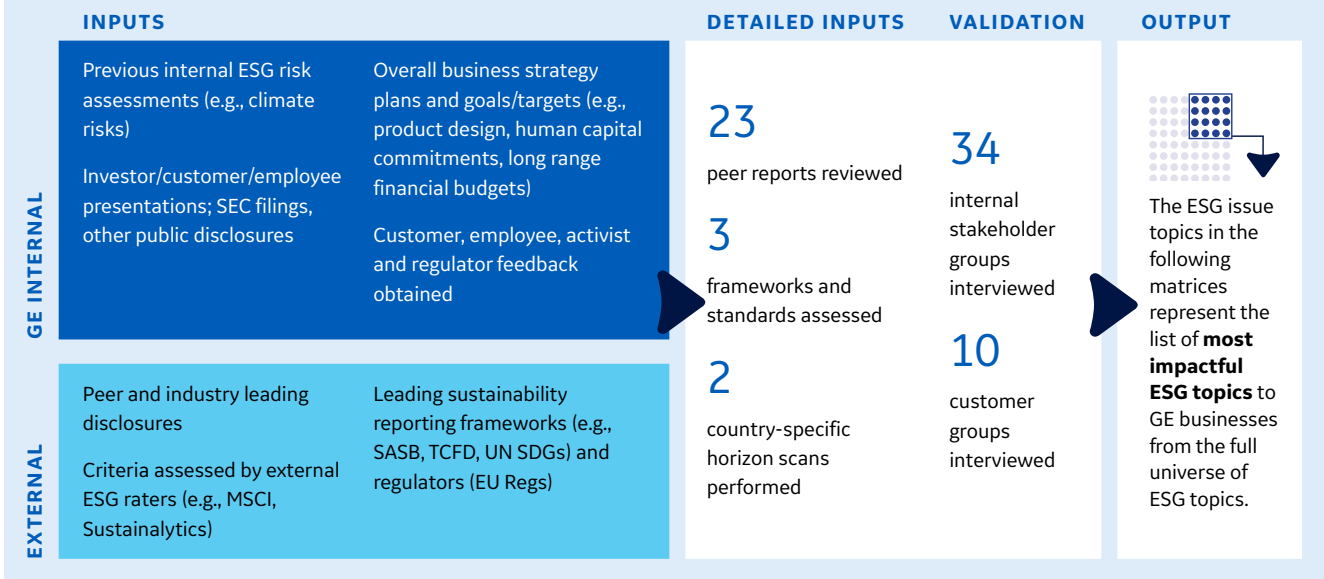 INPUTS
DETAILED INPUTS
VALIDATION
OUTPUT
GE INTERNAL
Previous internal ESG risk
assessments (e.g., climate
risks)
Investor/customer/employee
presentations; SEC filings,
other public disclosures
Overall business strategy
plans and goals/targets (e.g.,
product design, human capital
commitments, long range
financial budgets)
Customer, employee, activist
and regulator feedback
obtained
EXTERNAL
Peer and industry leading
disclosures
Criteria assessed by external
ESG raters (e.g., MSCI,
Sustainalytics)
Leading sustainability
reporting frameworks (e.g.,
SASB, TCFD, UN SDGs) and
regulators (EU Regs)
23
peer reports reviewed
3
frameworks and
standards assessed
2
country-specific
horizon scans
performed
34
internal
stakeholder
groups
interviewed
10
customer
groups
interviewed
The ESG issue
topics in the
following
matrices
represent the
list of most
impactful
ESG topics to
GE businesses
from the full
universe of
ESG topics.